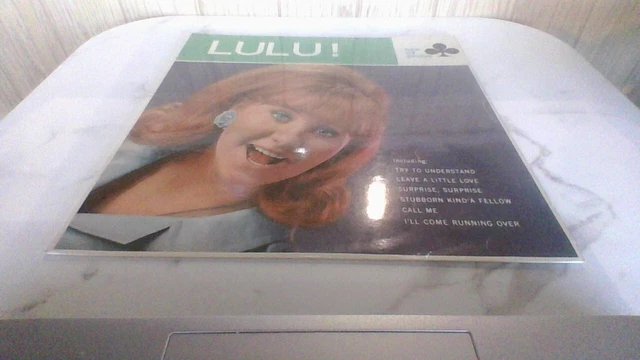 LULU!
Including
TRY TO UNDERSTAND
LEAVE A LITTLE LOVE
SURPRISE, SURPRISE
STUBBORN KIND'A FELLOW
CALL ME
I'LL COME RUNNING OVER